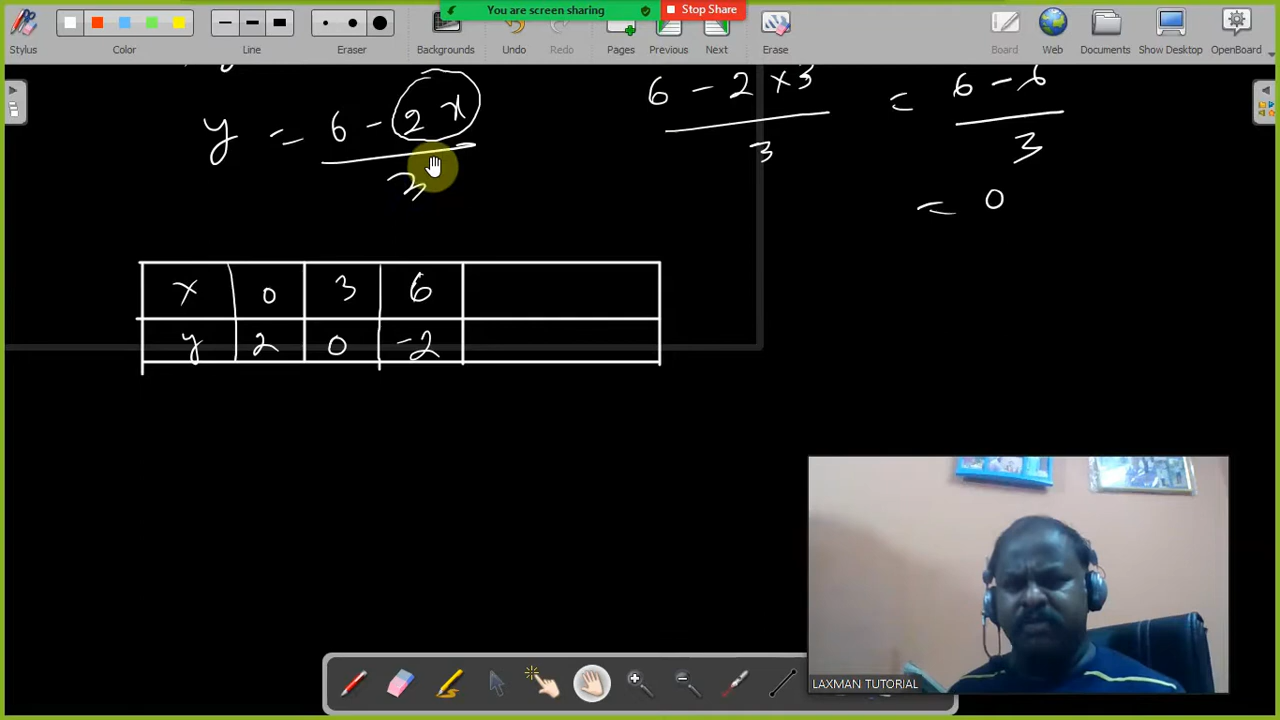 You are screen sharing
Stop Share
Stylus
Color
Line
Eraser
Backgrounds
Undo
Redo
Pages
Previous
Next
Erase
Board
Web
Documents
Show Desktop
OpenBoard
y = 6 - 2x / 3
6 - 2 x 3 / 3 = 6 - 6 / 3
= 0
x 0 3 6
y 2 0 -2
LAXMAN TUTORIAL